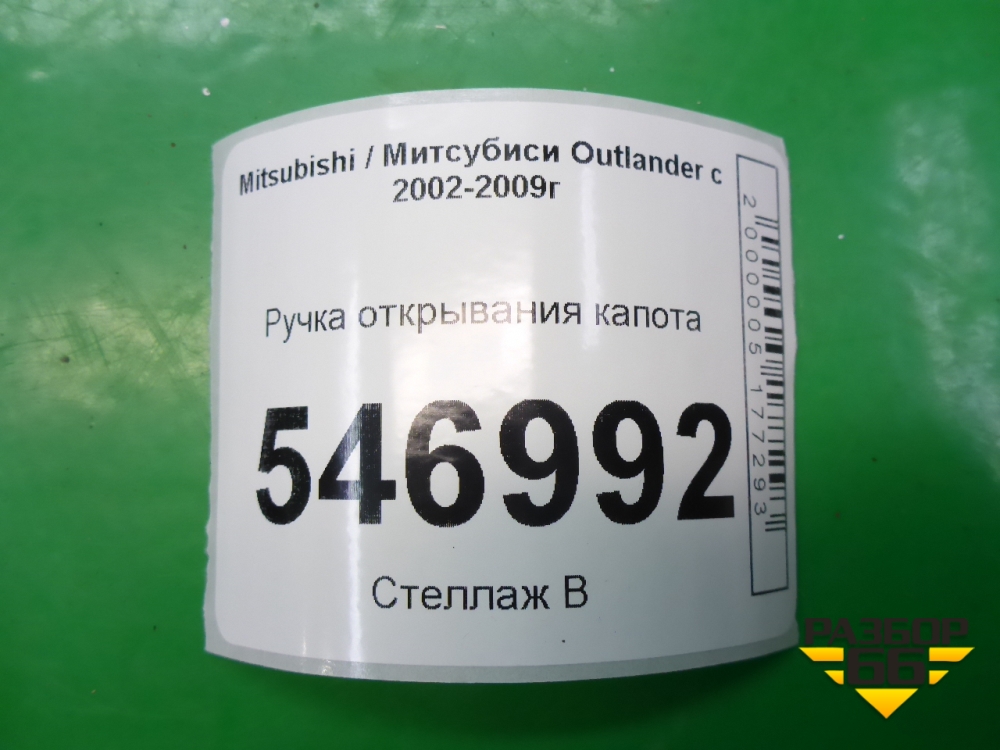 Mitsubishi / Митсубиси Outlander с
2002-2009г
Ручка открывания капота
546992
Стеллаж В
2000005177293
РАЗБОР
66